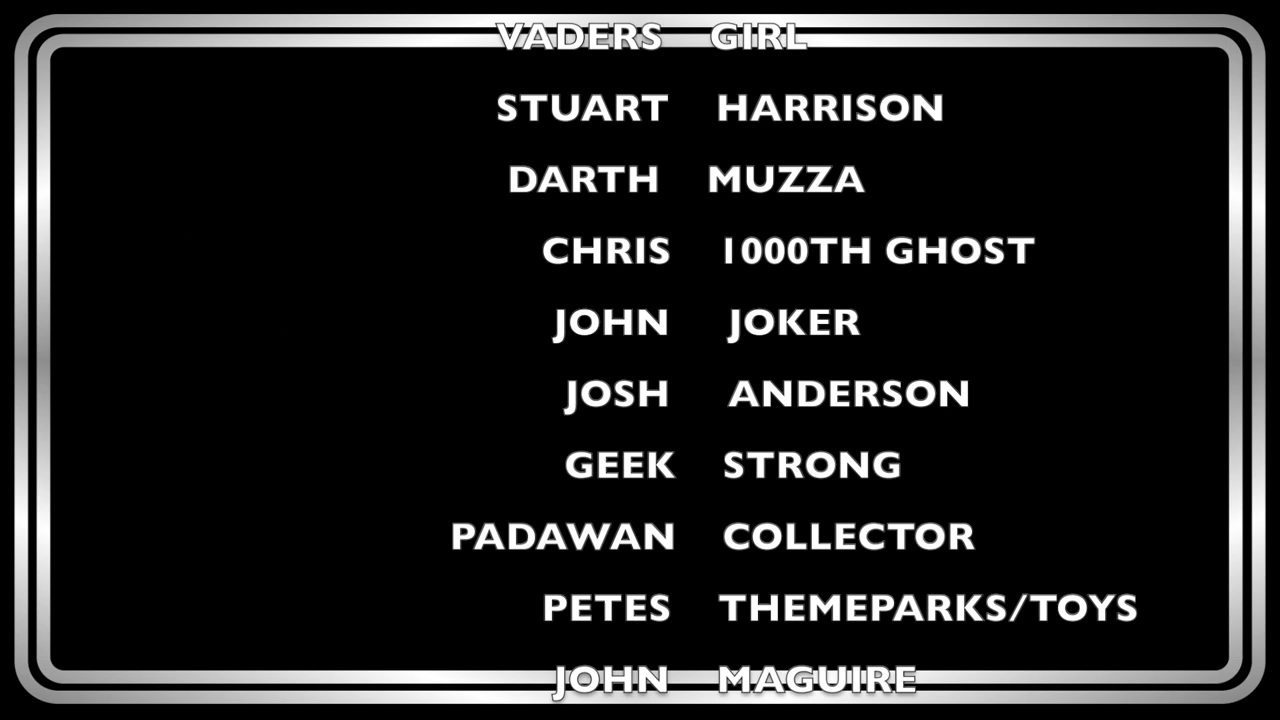 VADERS GIRL
STUART HARRISON
DARTH MUZZA
CHRIS 1000TH GHOST
JOHN JOKER
JOSH ANDERSON
GEEK STRONG
PADAWAN COLLECTOR
PETES THEMEPARKS/TOYS
JOHN MAGUIRE